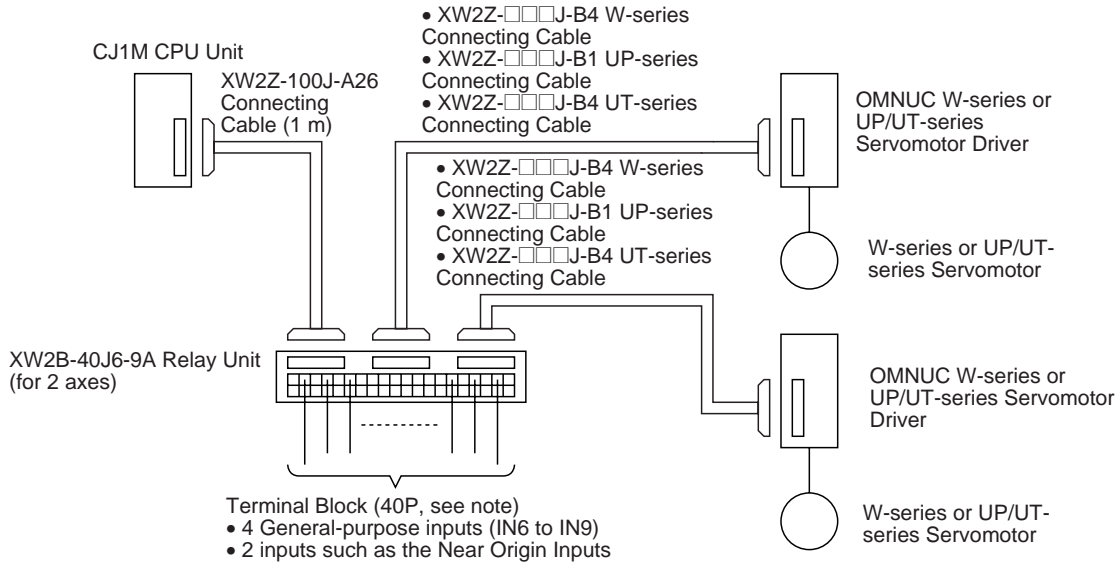 CJ1M CPU Unit
XW2Z-100J-A26
Connecting
Cable (1 m)
• XW2Z-□□□J-B4 W-series
Connecting Cable
• XW2Z-□□□J-B1 UP-series
Connecting Cable
• XW2Z-□□□J-B4 UT-series
Connecting Cable
OMNUC W-series or
UP/UT-series
Servomotor Driver
• XW2Z-□□□J-B4 W-series
Connecting Cable
• XW2Z-□□□J-B1 UP-series
Connecting Cable
• XW2Z-□□□J-B4 UT-series
Connecting Cable
W-series or UP/UT-
series Servomotor
XW2B-40J6-9A Relay Unit
(for 2 axes)
OMNUC W-series or
UP/UT-series Servomotor
Driver
Terminal Block (40P, see note)
• 4 General-purpose inputs (IN6 to IN9)
• 2 inputs such as the Near Origin Inputs
W-series or UP/UT-
series Servomotor